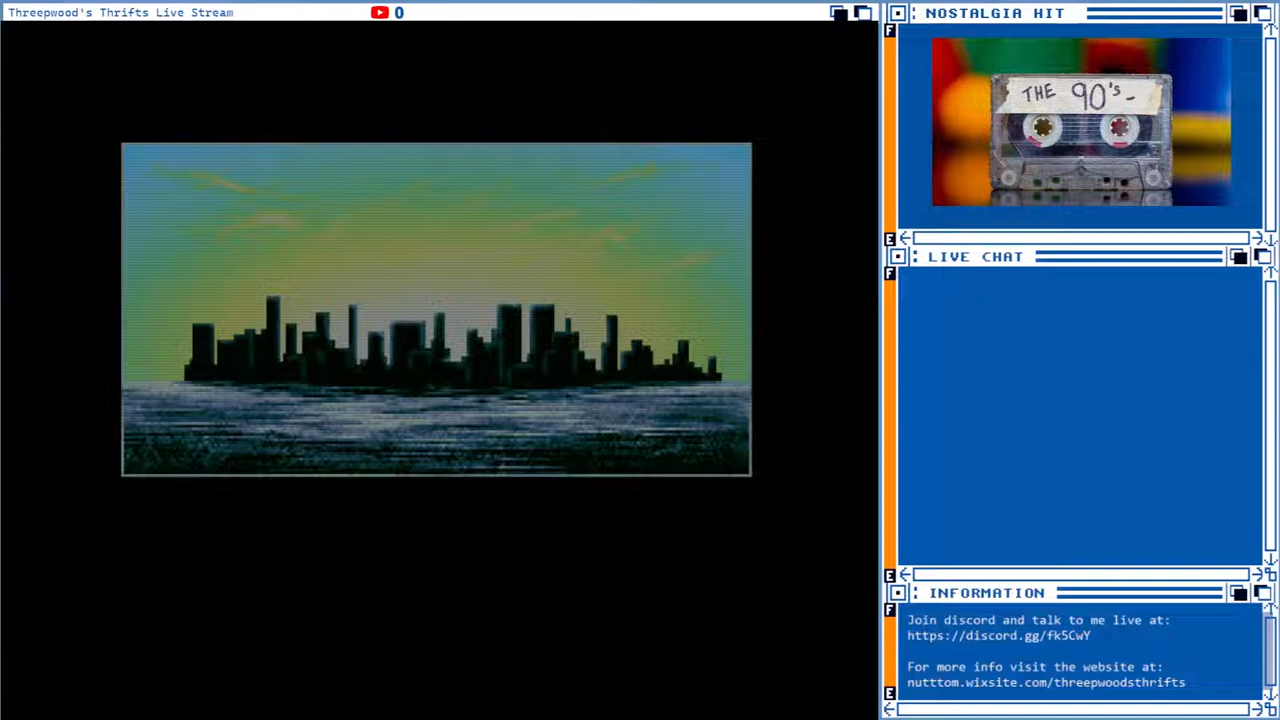 Threepwood's Thrifts Live Stream
0
NOSTALGIA HIT
F
THE 90's-
E
LIVE CHAT
F
E
INFORMATION
F
Join discord and talk to me live at:
https://discord.gg/fk5CwY
For more info visit the website at:
nutttom.wixsite.com/threepwoodsthrifts
E